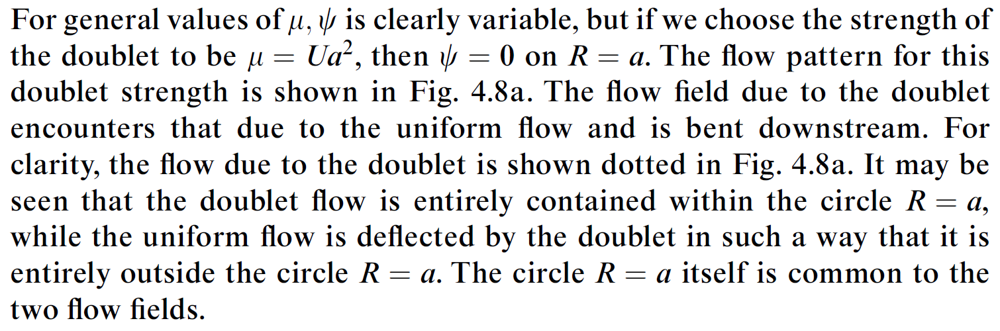 For general values of μ, ψ is clearly variable, but if we choose the strength of
the doublet to be μ = Ua², then ψ = 0 on R = a. The flow pattern for this
doublet strength is shown in Fig. 4.8a. The flow field due to the doublet
encounters that due to the uniform flow and is bent downstream. For
clarity, the flow due to the doublet is shown dotted in Fig. 4.8a. It may be
seen that the doublet flow is entirely contained within the circle R = a,
while the uniform flow is deflected by the doublet in such a way that it is
entirely outside the circle R = a. The circle R = a itself is common to the
two flow fields.